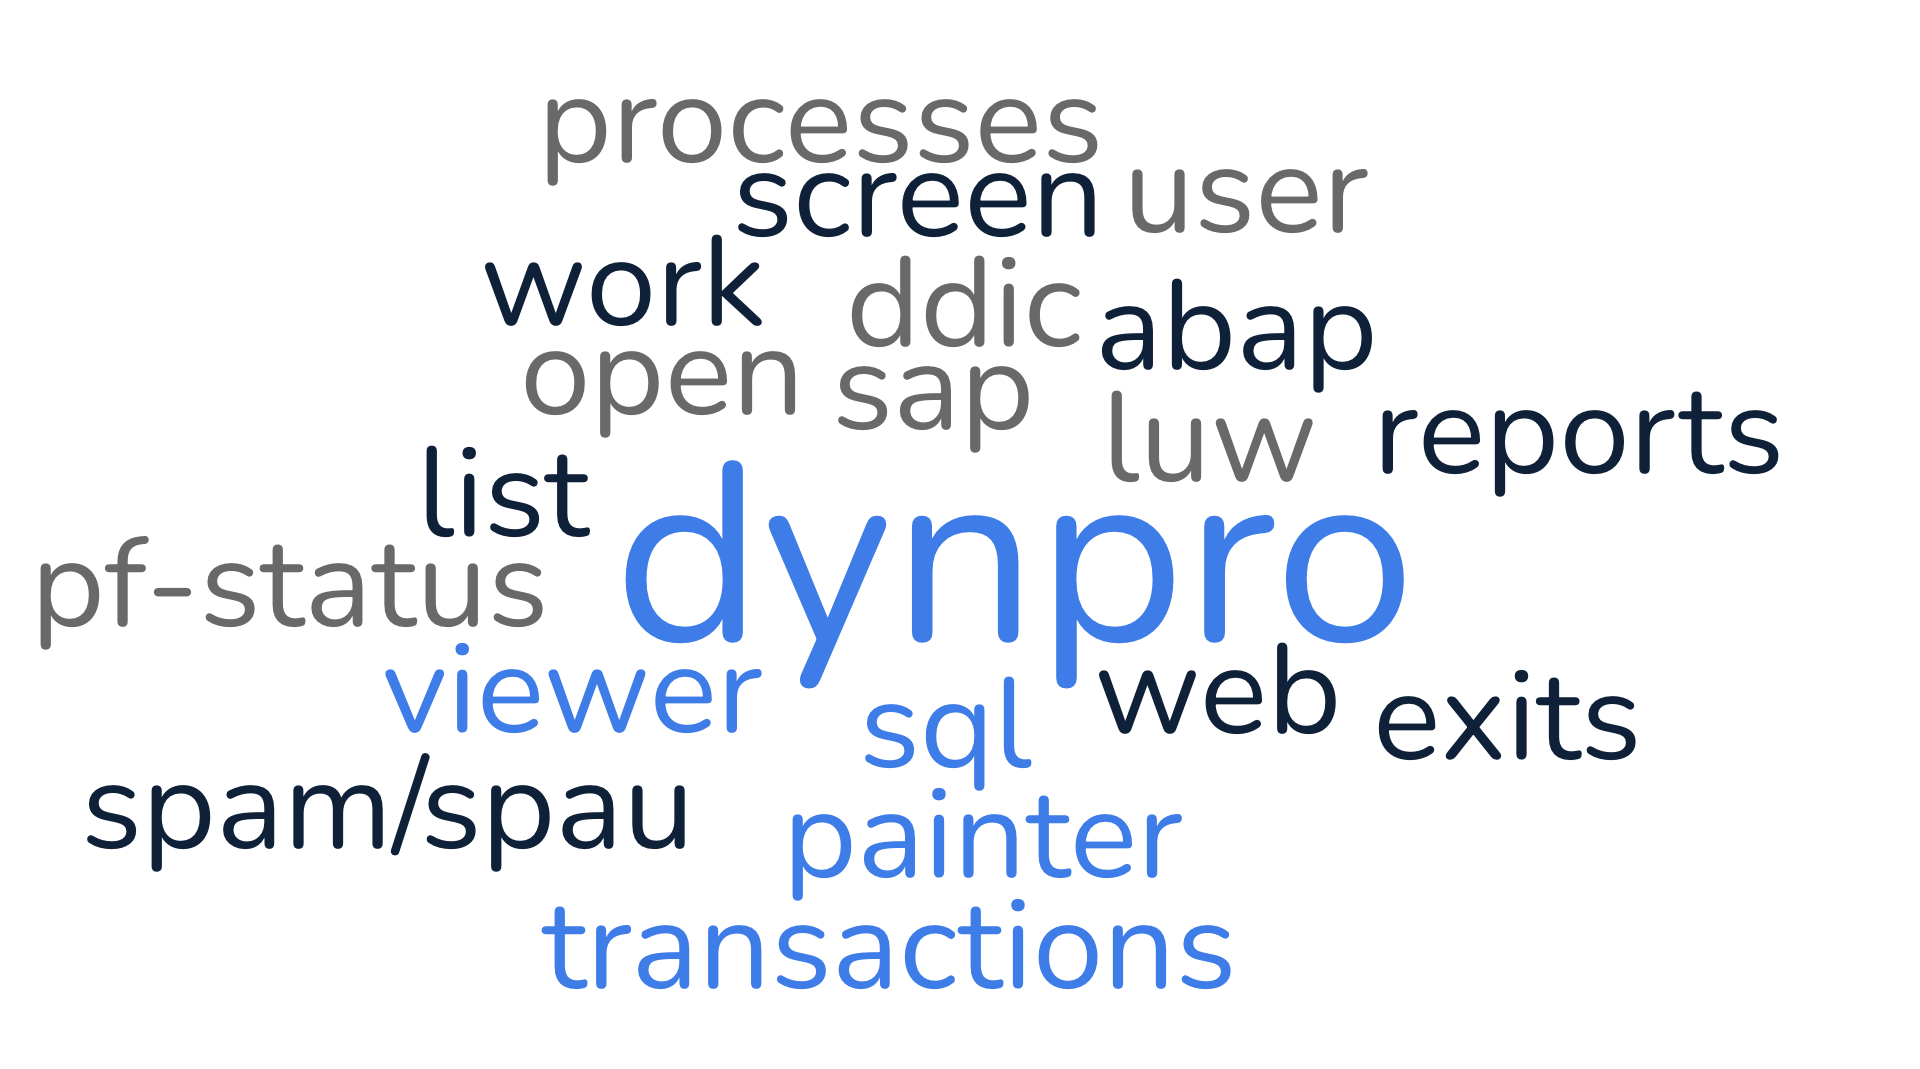 processes
screen user
work ddic abap
open sap
luw reports
list dynpro
pf-status
viewer sql web exits
spam/spau painter
transactions